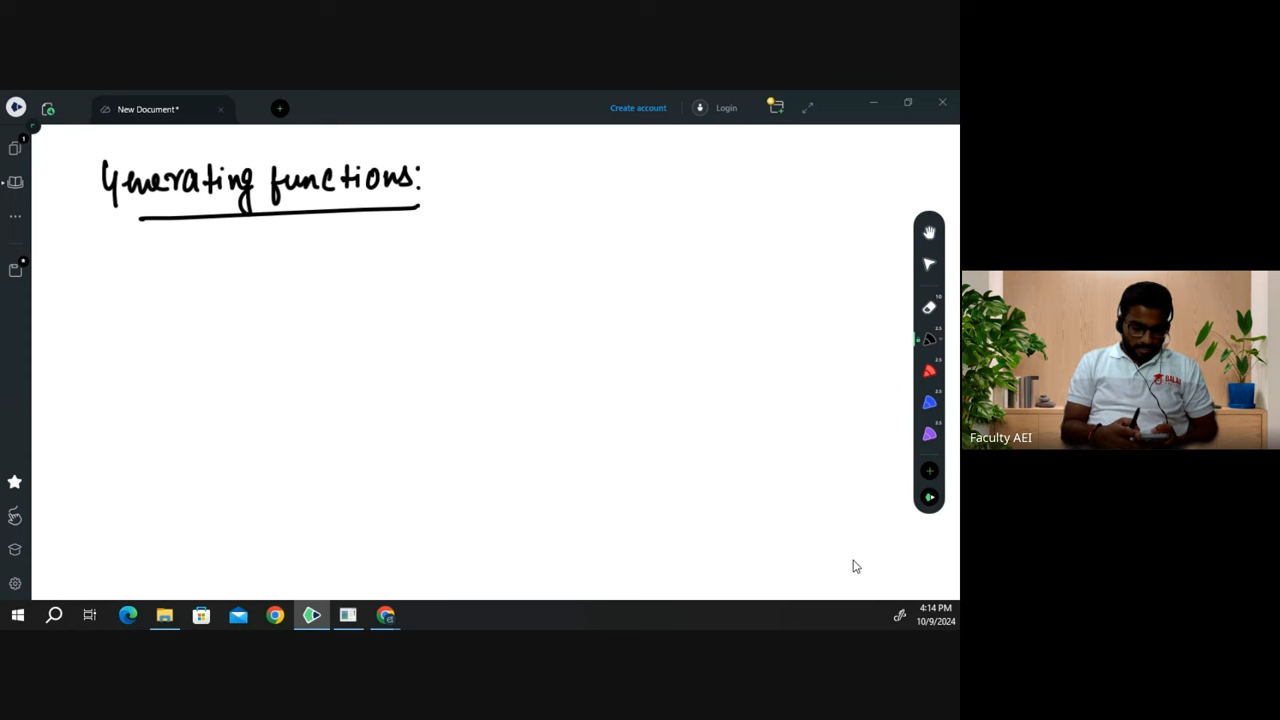 New Document*
Create account
Login
Generating functions:
Faculty AEI
4:14 PM
10/9/2024